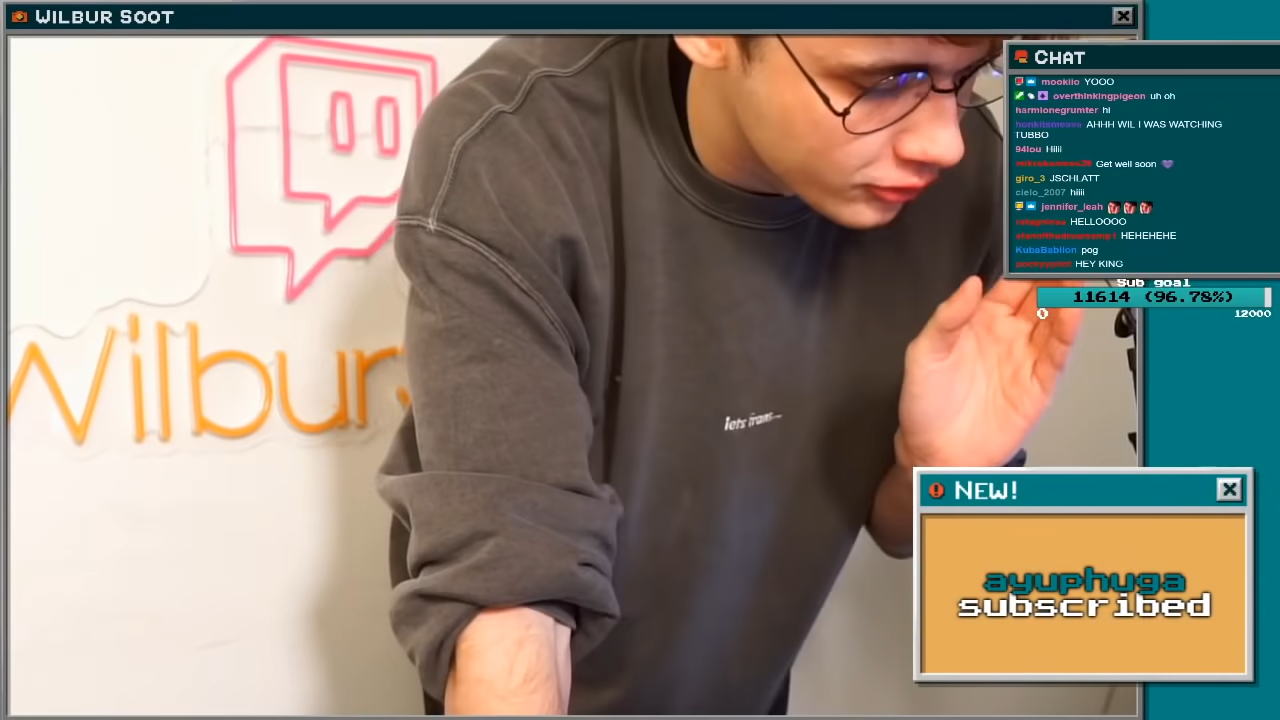 WILBUR SOOT
CHAT
mookiio YOOO
overthinkingpigeon uh oh
harmionegrumter hi
AHHH WIL I WAS WATCHING
TUBBO
94lou Hiiii
Get well soon
giro_3 JSCHLATT
cielo_2007 hiiii
jennifer_leah
HELLOOOO
HEHEHEHE
KubaBabilon pog
HEY KING
Sub goal
11614 (96.78%)
0 12000
Wilbur
lets
NEW!
ayuphuga
subscribed